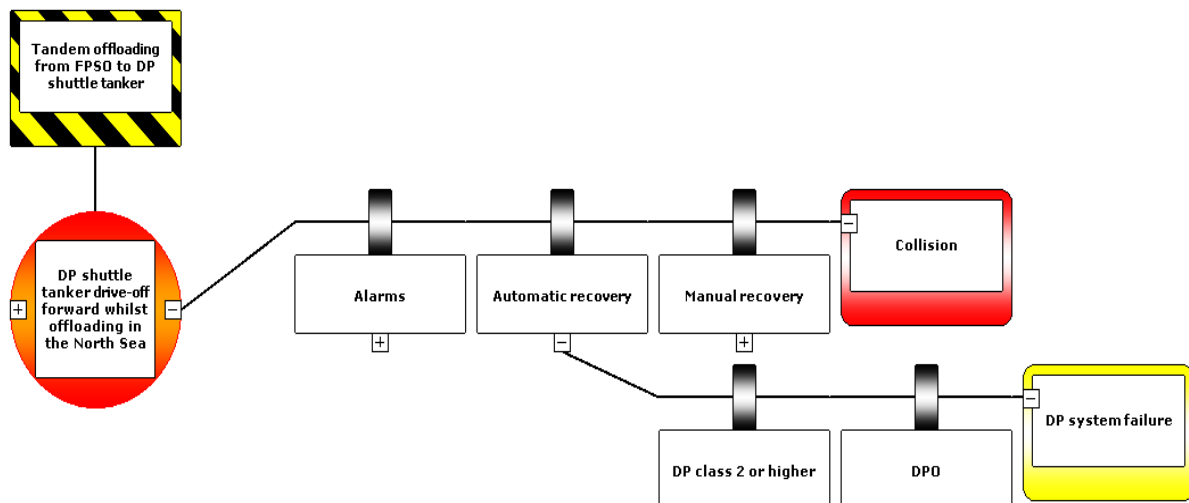 Tandem offloading
from FPSO to DP
shuttle tanker
DP shuttle
tanker drive-off
forward whilst
offloading in
the North Sea
Alarms
Automatic recovery
Manual recovery
Collision
DP class 2 or higher
DPO
DP system failure